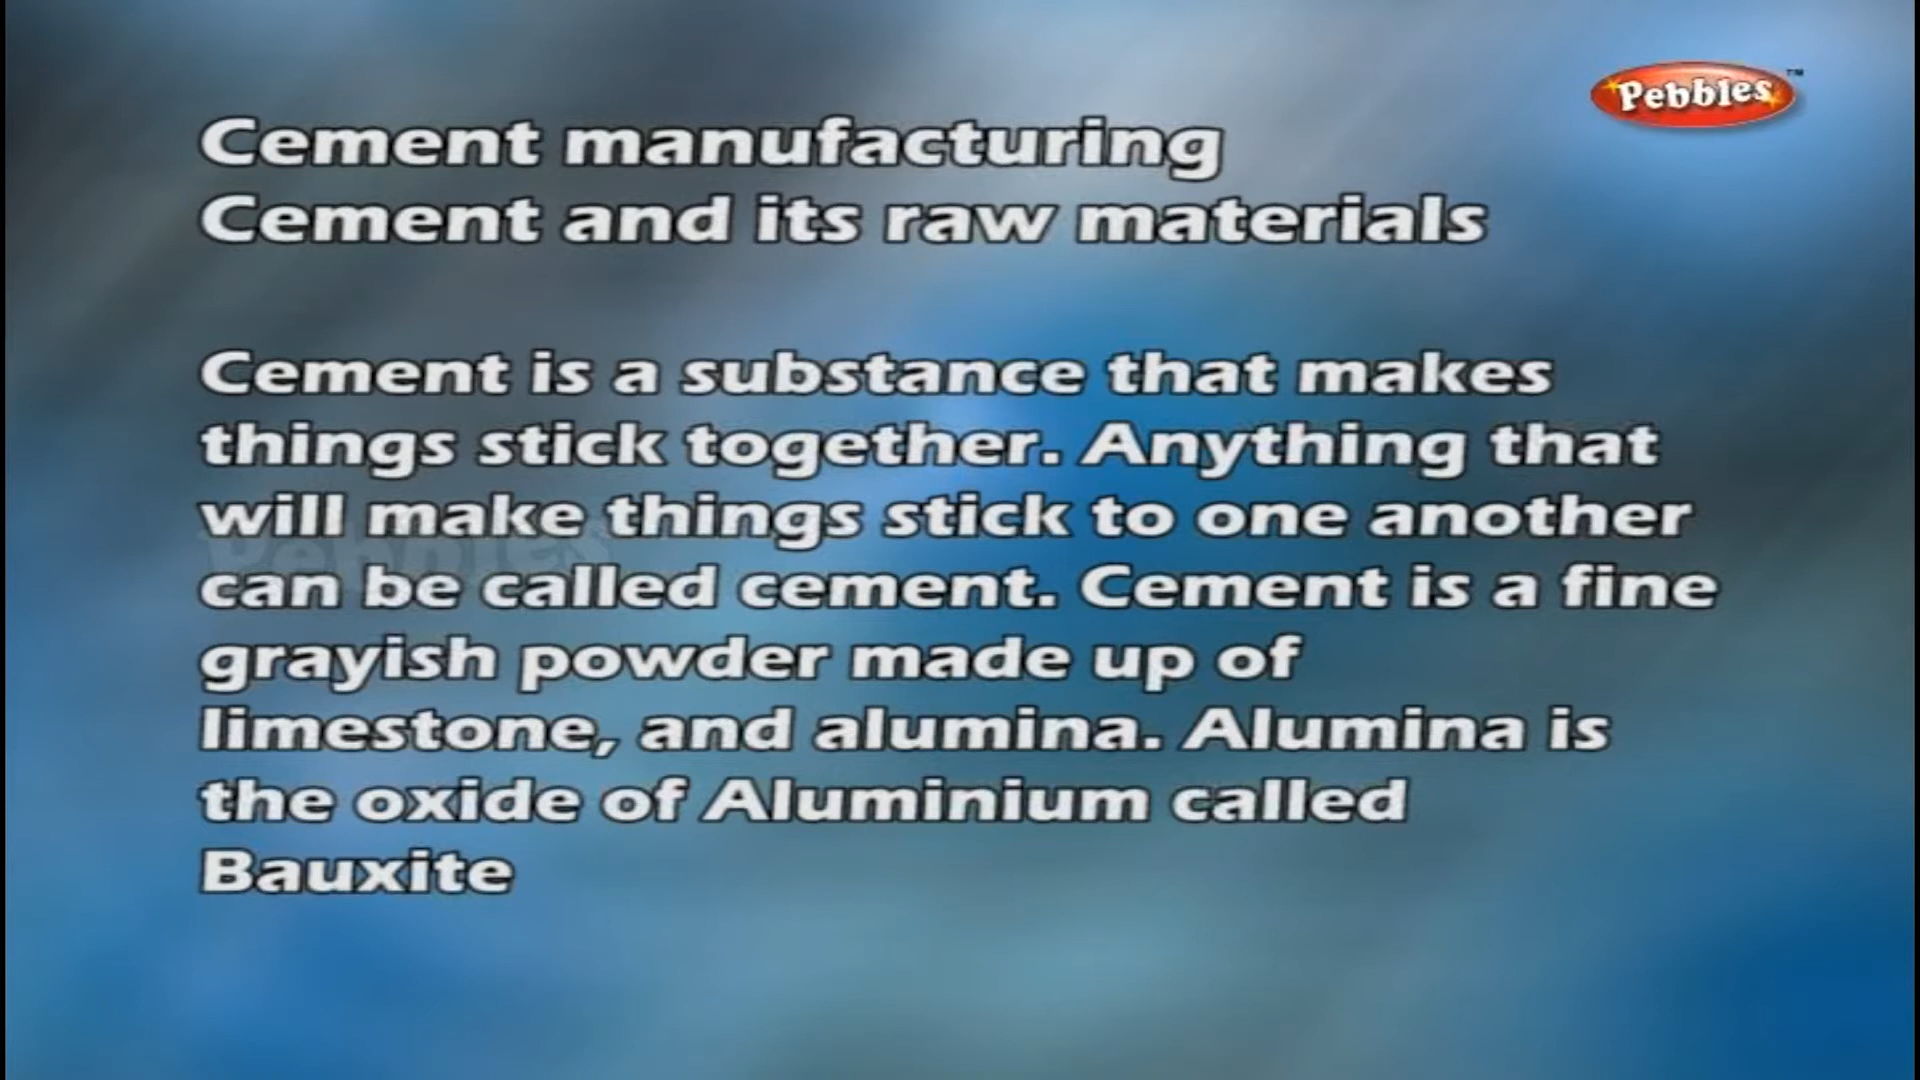 Pebbles™
Cement manufacturing
Cement and its raw materials
Cement is a substance that makes
things stick together. Anything that
will make things stick to one another
can be called cement. Cement is a fine
grayish powder made up of
limestone, and alumina. Alumina is
the oxide of Aluminium called
Bauxite
Pebbles